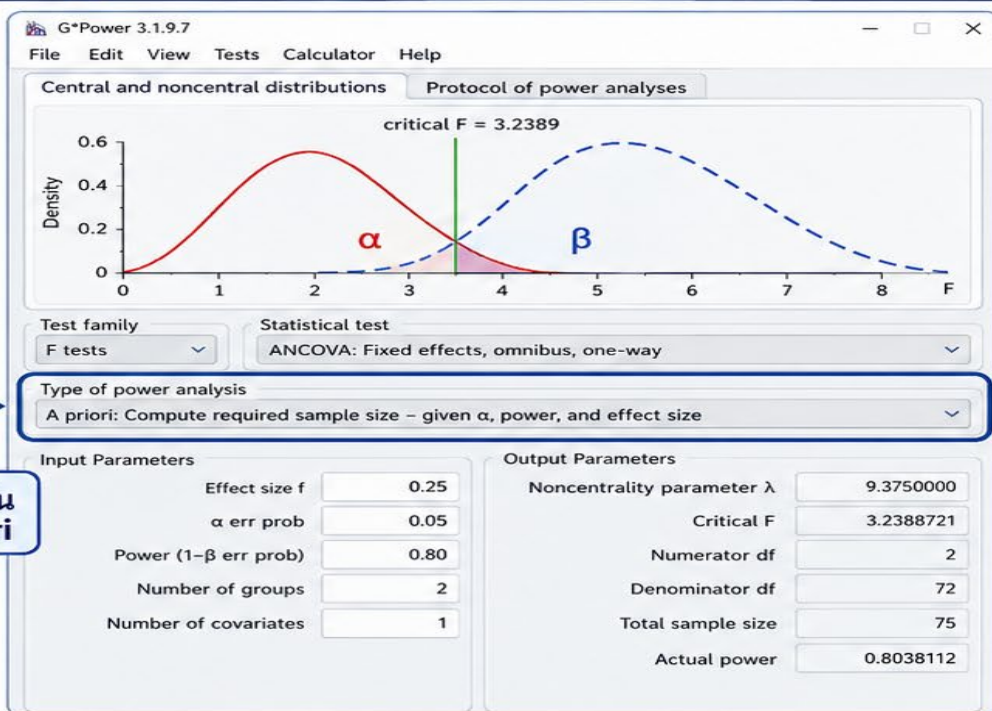 G*Power 3.1.9.7
File Edit View Tests Calculator Help
Central and noncentral distributions Protocol of power analyses
critical F = 3.2389
0.6
0.4
0.2
0
Density
α β
0 1 2 3 4 5 6 7 8 F
Test family Statistical test
F tests ANCOVA: Fixed effects, omnibus, one-way
Type of power analysis
A priori: Compute required sample size – given α, power, and effect size
Input Parameters
Effect size f 0.25
α err prob 0.05
Power (1–β err prob) 0.80
Number of groups 2
Number of covariates 1
Output Parameters
Noncentrality parameter λ 9.3750000
Critical F 3.2388721
Numerator df 2
Denominator df 72
Total sample size 75
Actual power 0.8038112